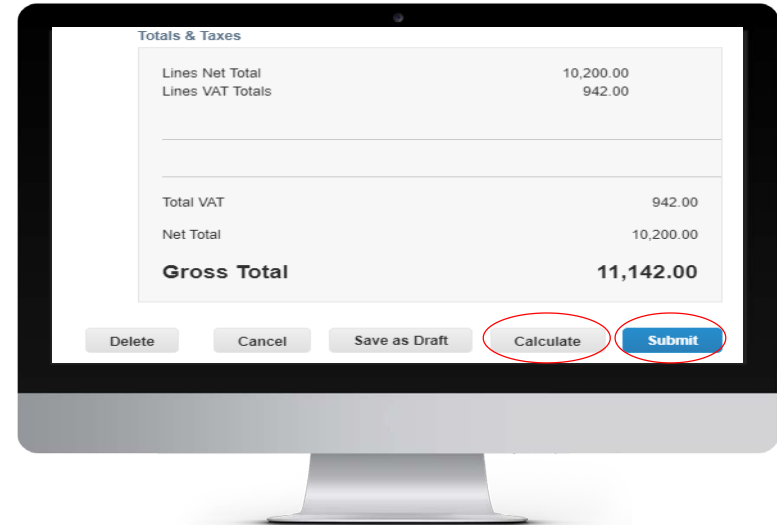 Totals & Taxes
Lines Net Total 10,200.00
Lines VAT Totals 942.00
Total VAT 942.00
Net Total 10,200.00
Gross Total 11,142.00
Delete Cancel Save as Draft Calculate Submit